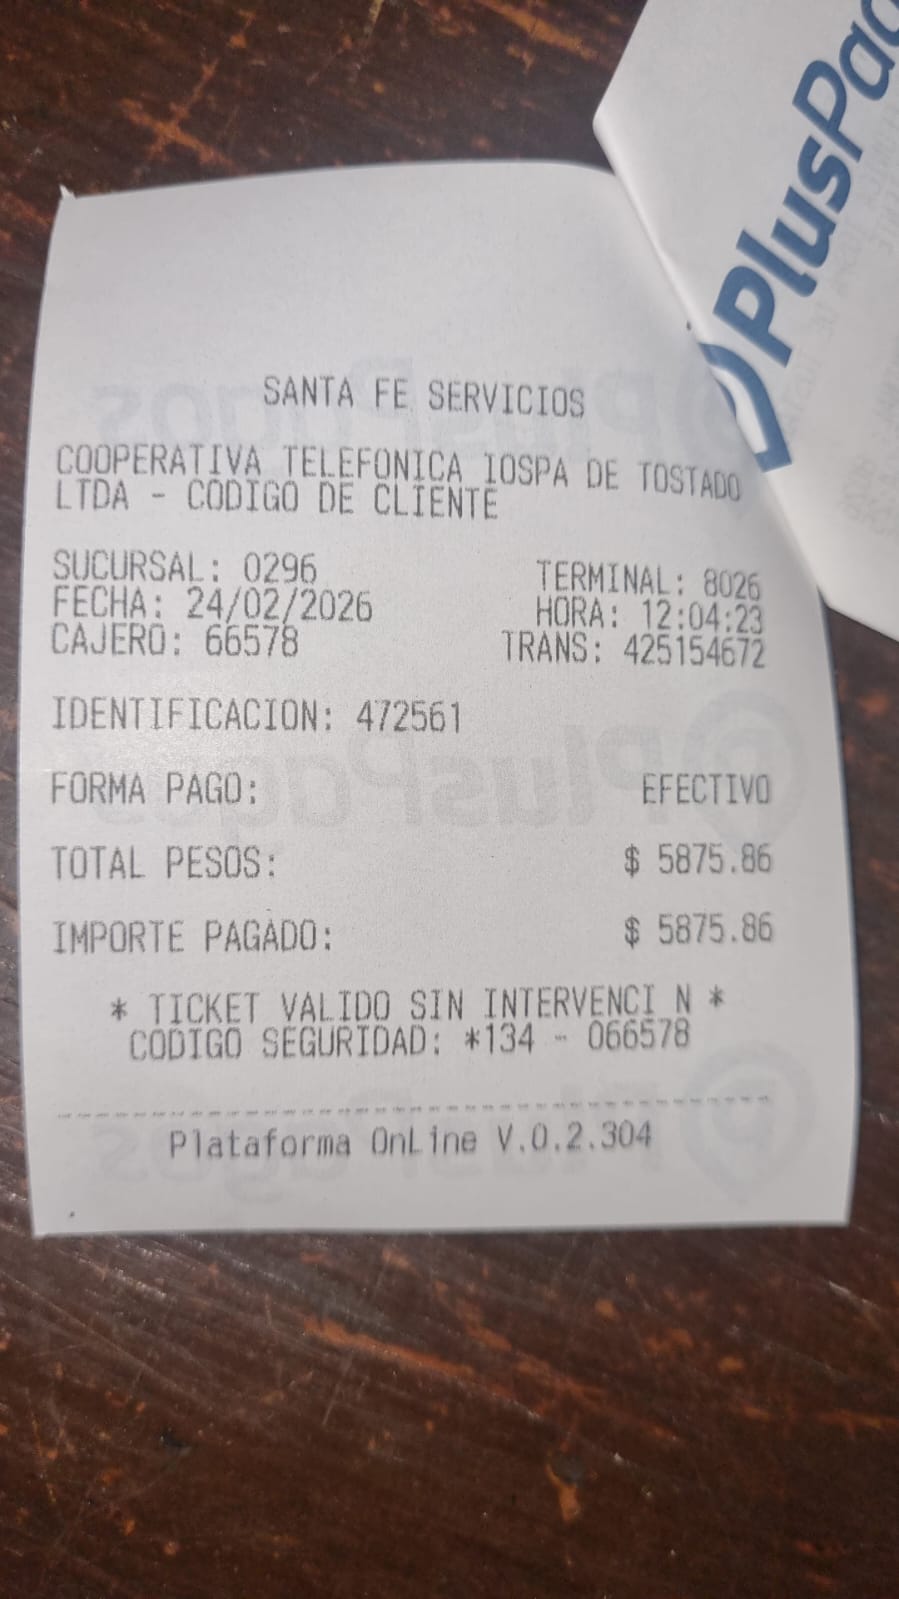 PlusPag
SANTA FE SERVICIOS
COOPERATIVA TELEFONICA IOSPA DE TOSTADO
LTDA - CODIGO DE CLIENTE
SUCURSAL: 0296 TERMINAL: 8026
FECHA: 24/02/2026 HORA: 12:04:23
CAJERO: 66578 TRANS: 425154672
IDENTIFICACION: 472561
FORMA PAGO: EFECTIVO
TOTAL PESOS: $ 5875.86
IMPORTE PAGADO: $ 5875.86
* TICKET VALIDO SIN INTERVENCI N *
CODIGO SEGURIDAD: *134 - 066578
Plataforma OnLine V.0.2.304